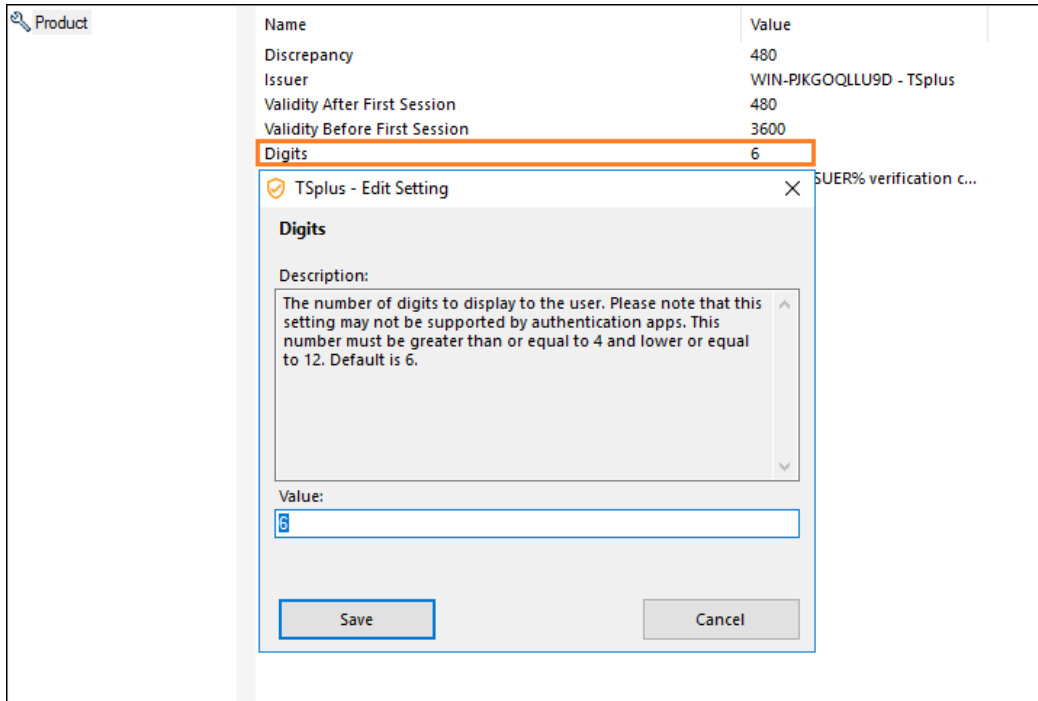 Product
Name Value
Discrepancy 480
Issuer WIN-PJKGOQLLU9D - TSplus
Validity After First Session 480
Validity Before First Session 3600
Digits 6
SUER% verification c...
TSplus - Edit Setting
Digits
Description:
The number of digits to display to the user. Please note that this
setting may not be supported by authentication apps. This
number must be greater than or equal to 4 and lower or equal
to 12. Default is 6.
Value:
6
Save Cancel